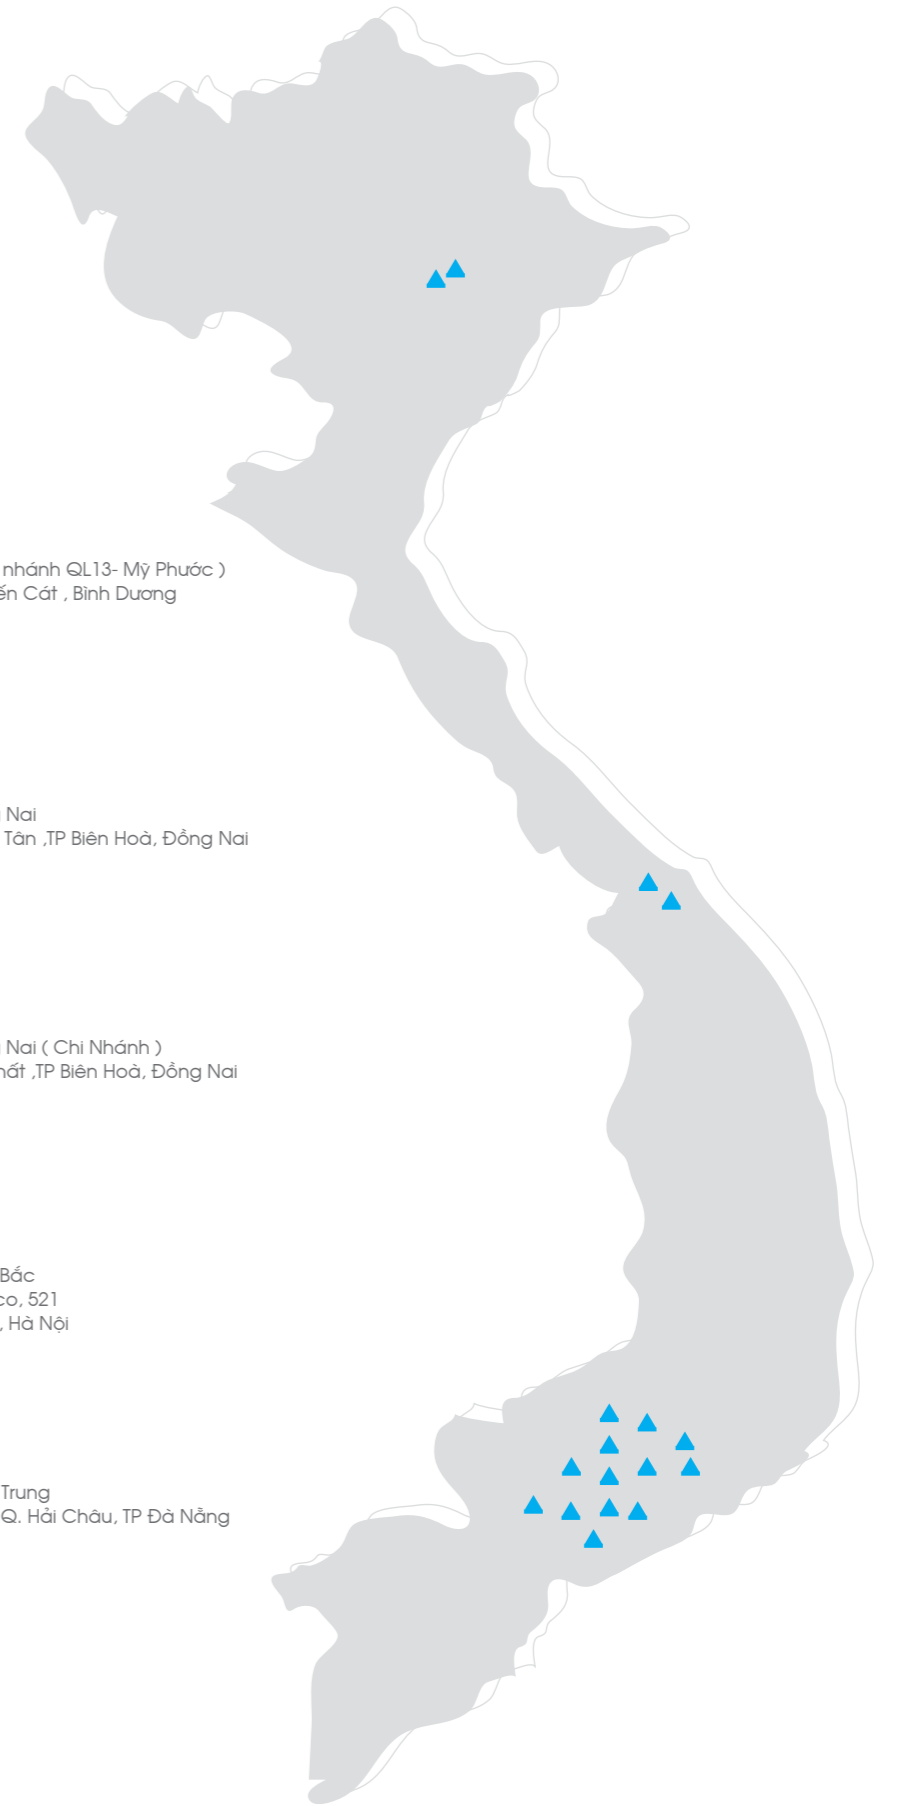 nhánh QL13- Mỹ Phước )
ến Cát , Bình Dương
Nai
Tân ,TP Biên Hoà, Đồng Nai
Nai ( Chi Nhánh )
hất ,TP Biên Hoà, Đồng Nai
Bắc
co, 521
, Hà Nội
Trung
Q. Hải Châu, TP Đà Nẵng